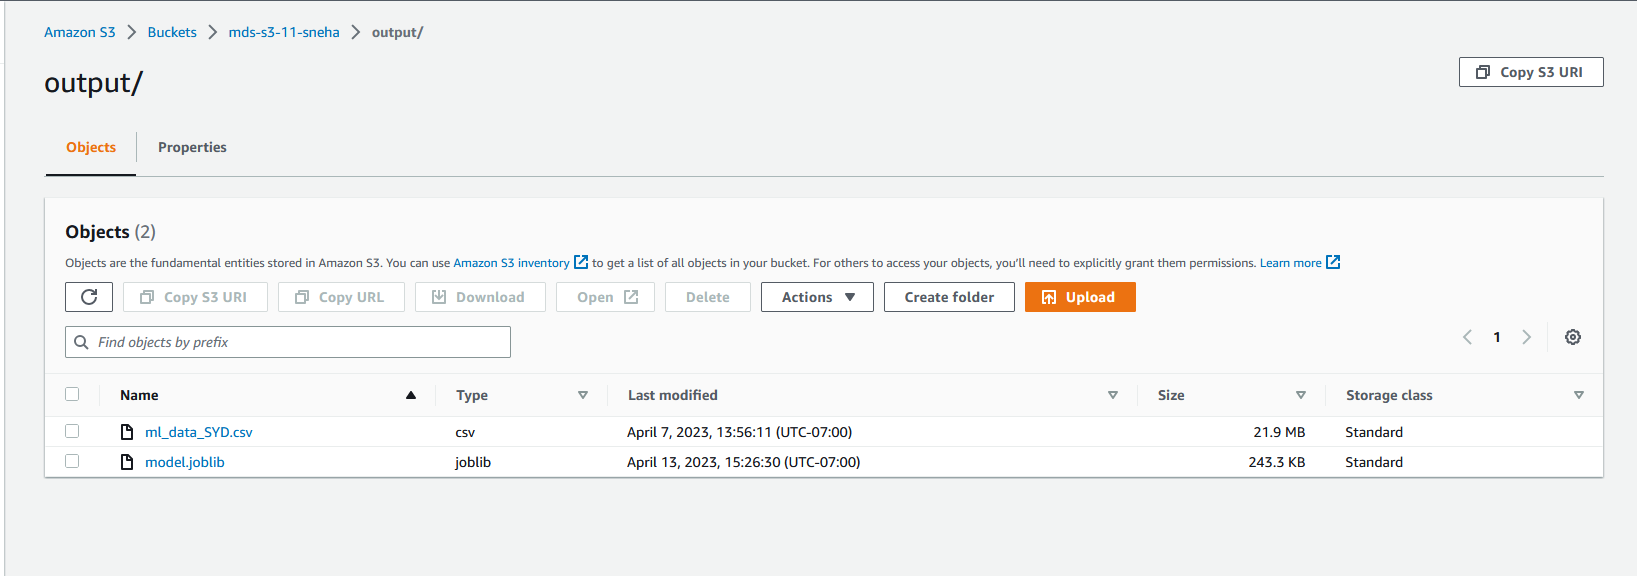 Amazon S3 > Buckets > mds-s3-11-sneha > output/
output/
Copy S3 URI
Objects Properties
Objects (2)
Objects are the fundamental entities stored in Amazon S3. You can use Amazon S3 inventory to get a list of all objects in your bucket. For others to access your objects, you'll need to explicitly grant them permissions. Learn more
Copy S3 URI Copy URL Download Open Delete Actions Create folder Upload
Find objects by prefix
1
Name Type Last modified Size Storage class
ml_data_SYD.csv csv April 7, 2023, 13:56:11 (UTC-07:00) 21.9 MB Standard
model.joblib joblib April 13, 2023, 15:26:30 (UTC-07:00) 243.3 KB Standard